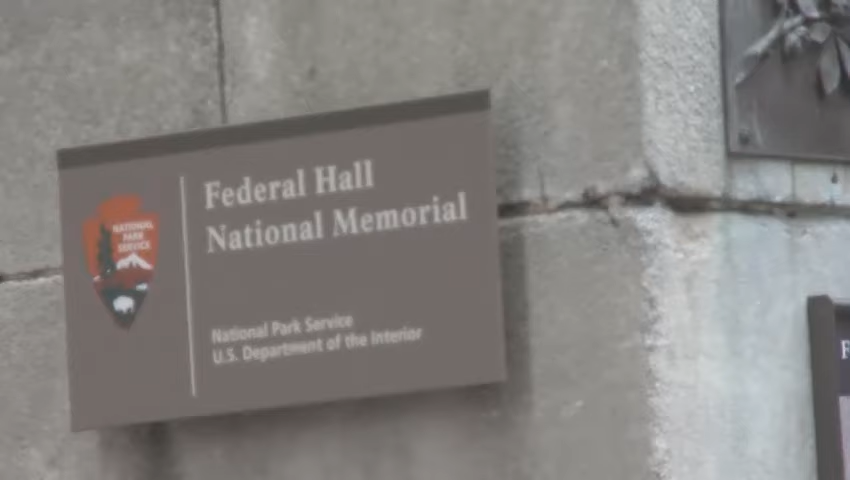 Federal Hall
National Memorial
NATIONAL
PARK
SERVICE
National Park Service
U.S. Department of the Interior
F